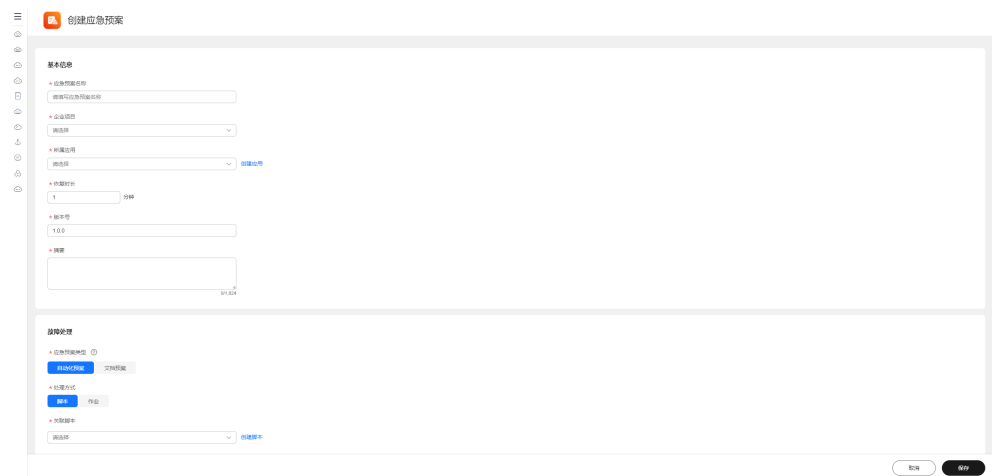 创建应急预案
基本信息
* 应急预案名称
请填写应急预案名称
* 企业项目
请选择
* 所属应用
请选择 创建应用
* 恢复时长
1 分钟
* 版本号
1.0.0
* 摘要
0/1,024
故障处理
* 应急预案类型 ?
自动化预案 文档预案
* 处理方式
脚本 作业
* 关联脚本
请选择 创建脚本
取消 保存